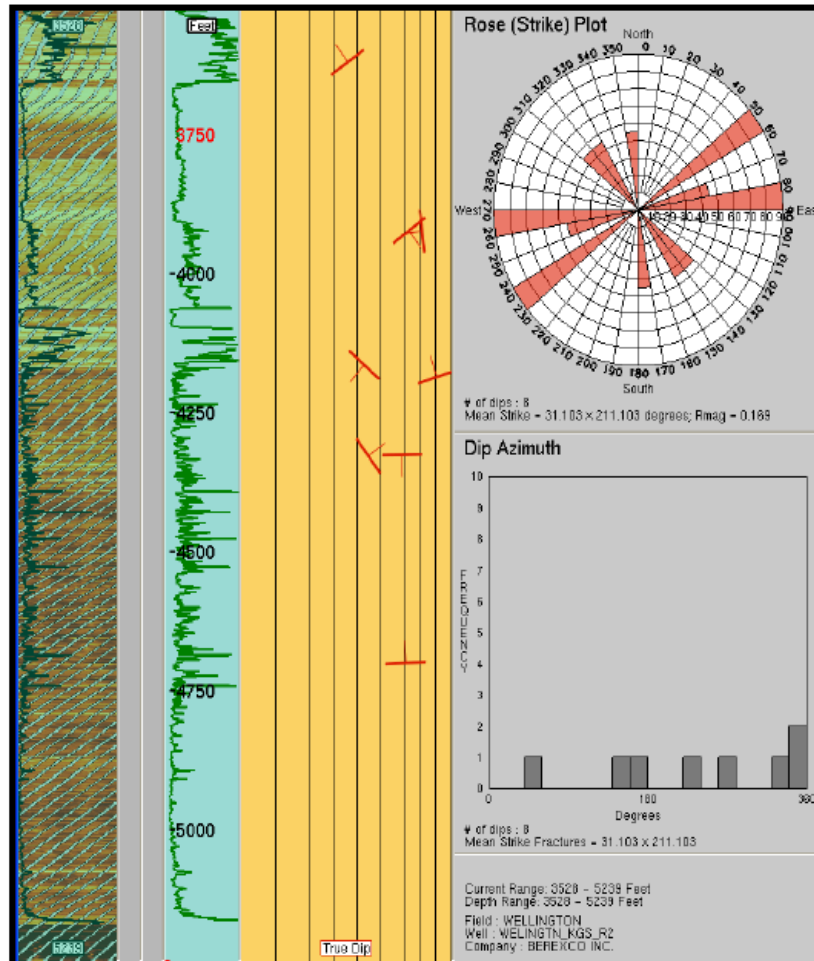 3528
Feet
3750
4000
4250
4500
4750
5000
5239
True Dip
Rose (Strike) Plot
North
350 0 10 20 30 40 50 60 70 80 90 100 110 120 130 140 150 160 170 180 190 200 210 220 230 240 250 260 270 280 290 300 310 320 330 340
West
East
South
# of dips : 8
Mean Strike = 31.103 x 211.103 degrees; Rmag = 0.169
Dip Azimuth
10
9
8
7
6
5
4
3
2
1
0
FREQUENCY
0 180 360
Degrees
# of dips : 8
Mean Strike Fractures = 31.103 x 211.103
Current Range: 3528 - 5239 Feet
Depth Range: 3528 - 5239 Feet
Field : WELLINGTON
Well : WELINGTN_KGS_R2
Company : BEREXCO INC.